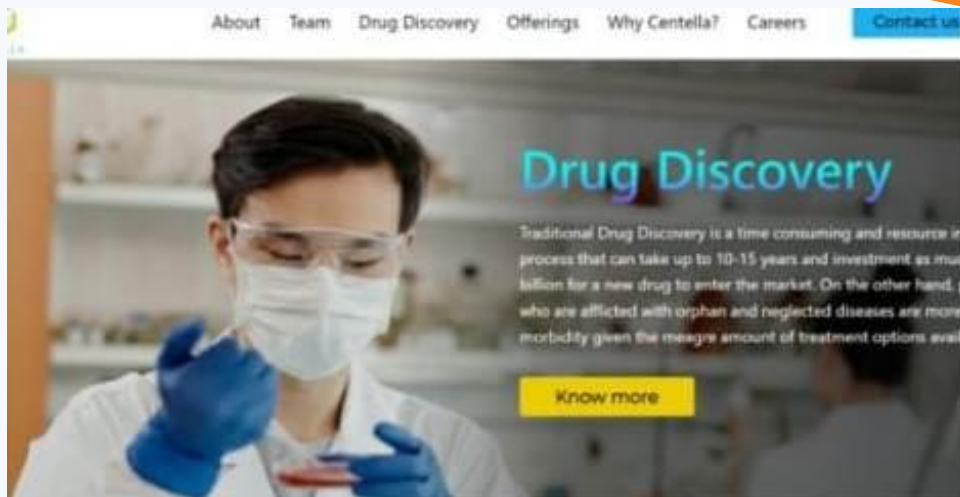 About Team Drug Discovery Offerings Why Centella? Careers Contact us
Drug Discovery
Traditional Drug Discovery is a time consuming and resource
process that can take up to 10-15 years and investment as
billion for a new drug to enter the market. On the other hand,
who are afflicted with orphan and neglected diseases are more
morbidity given the meagre amount of treatment options
Know more